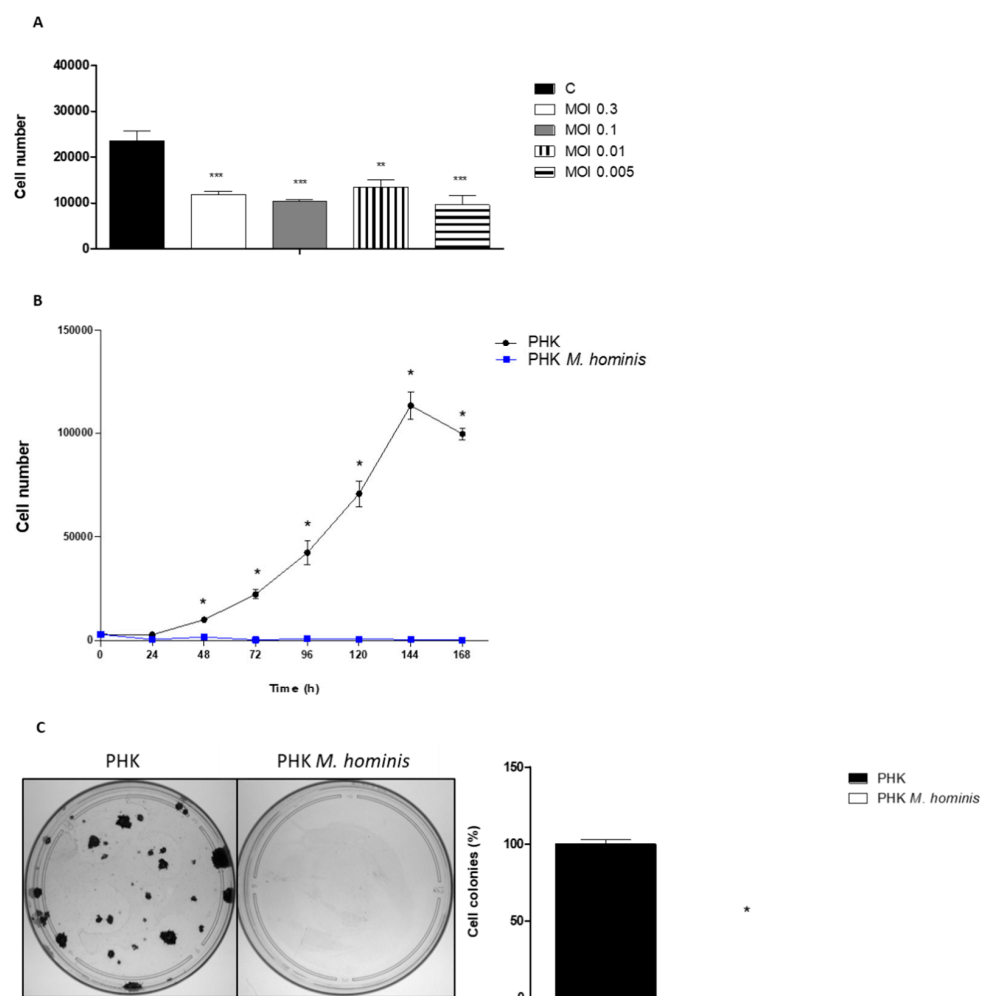 A
40000
30000
20000
10000
0
Cell number
***
***
**
***
C
MOI 0.3
MOI 0.1
MOI 0.01
MOI 0.005
B
150000
100000
50000
0
Cell number
*
*
*
*
*
*
0 24 48 72 96 120 144 168
Time (h)
PHK
PHK M. hominis
C
PHK PHK M. hominis
150
100
50
0
Cell colonies (%)
*
PHK
PHK M. hominis